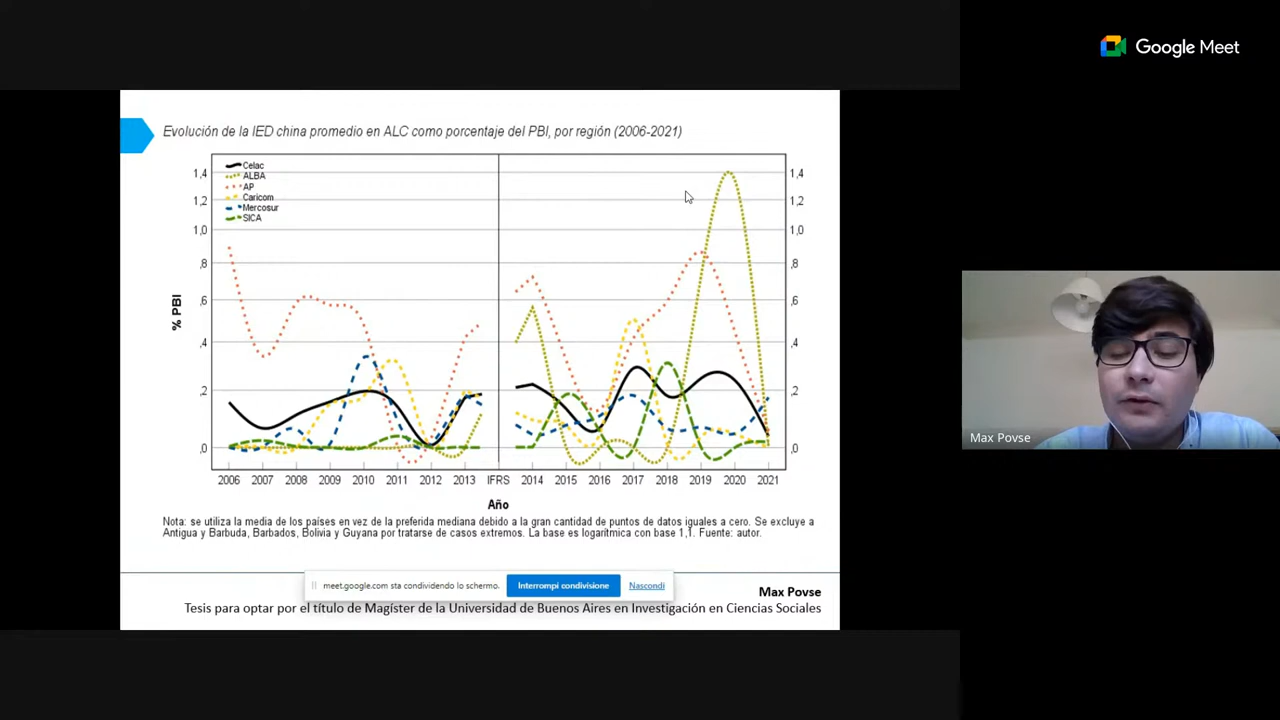 Google Meet
Evolución de la IED china promedio en ALC como porcentaje del PBI, por región (2006-2021)
Celac
ALBA
AP
Caricom
Mercosur
SICA
1,4
1,2
1,0
,8
,6
,4
,2
,0
1,4
1,2
1,0
,8
,6
,4
,2
,0
% PBI
2006 2007 2008 2009 2010 2011 2012 2013 IFRS 2014 2015 2016 2017 2018 2019 2020 2021
Año
Nota: se utiliza la media de los países en vez de la preferida mediana debido a la gran cantidad de puntos de datos iguales a cero. Se excluye a
Antigua y Barbuda, Barbados, Bolivia y Guyana por tratarse de casos extremos. La base es logarítmica con base 1,1. Fuente: autor.
meet.google.com sta condividendo lo schermo. Interrompi condivisione Nascondi
Max Povse
Tesis para optar por el título de Magíster de la Universidad de Buenos Aires en Investigación en Ciencias Sociales
Max Povse